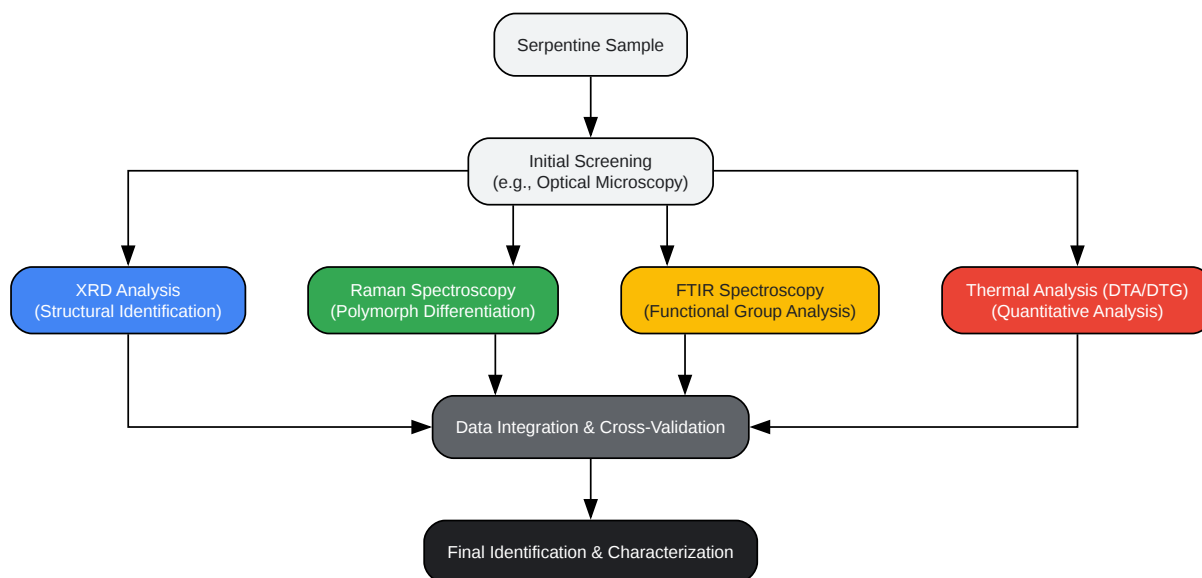 Serpentine Sample
Initial Screening
(e.g., Optical Microscopy)
XRD Analysis
(Structural Identification)
Raman Spectroscopy
(Polymorph Differentiation)
FTIR Spectroscopy
(Functional Group Analysis)
Thermal Analysis (DTA/DTG)
(Quantitative Analysis)
Data Integration & Cross-Validation
Final Identification & Characterization